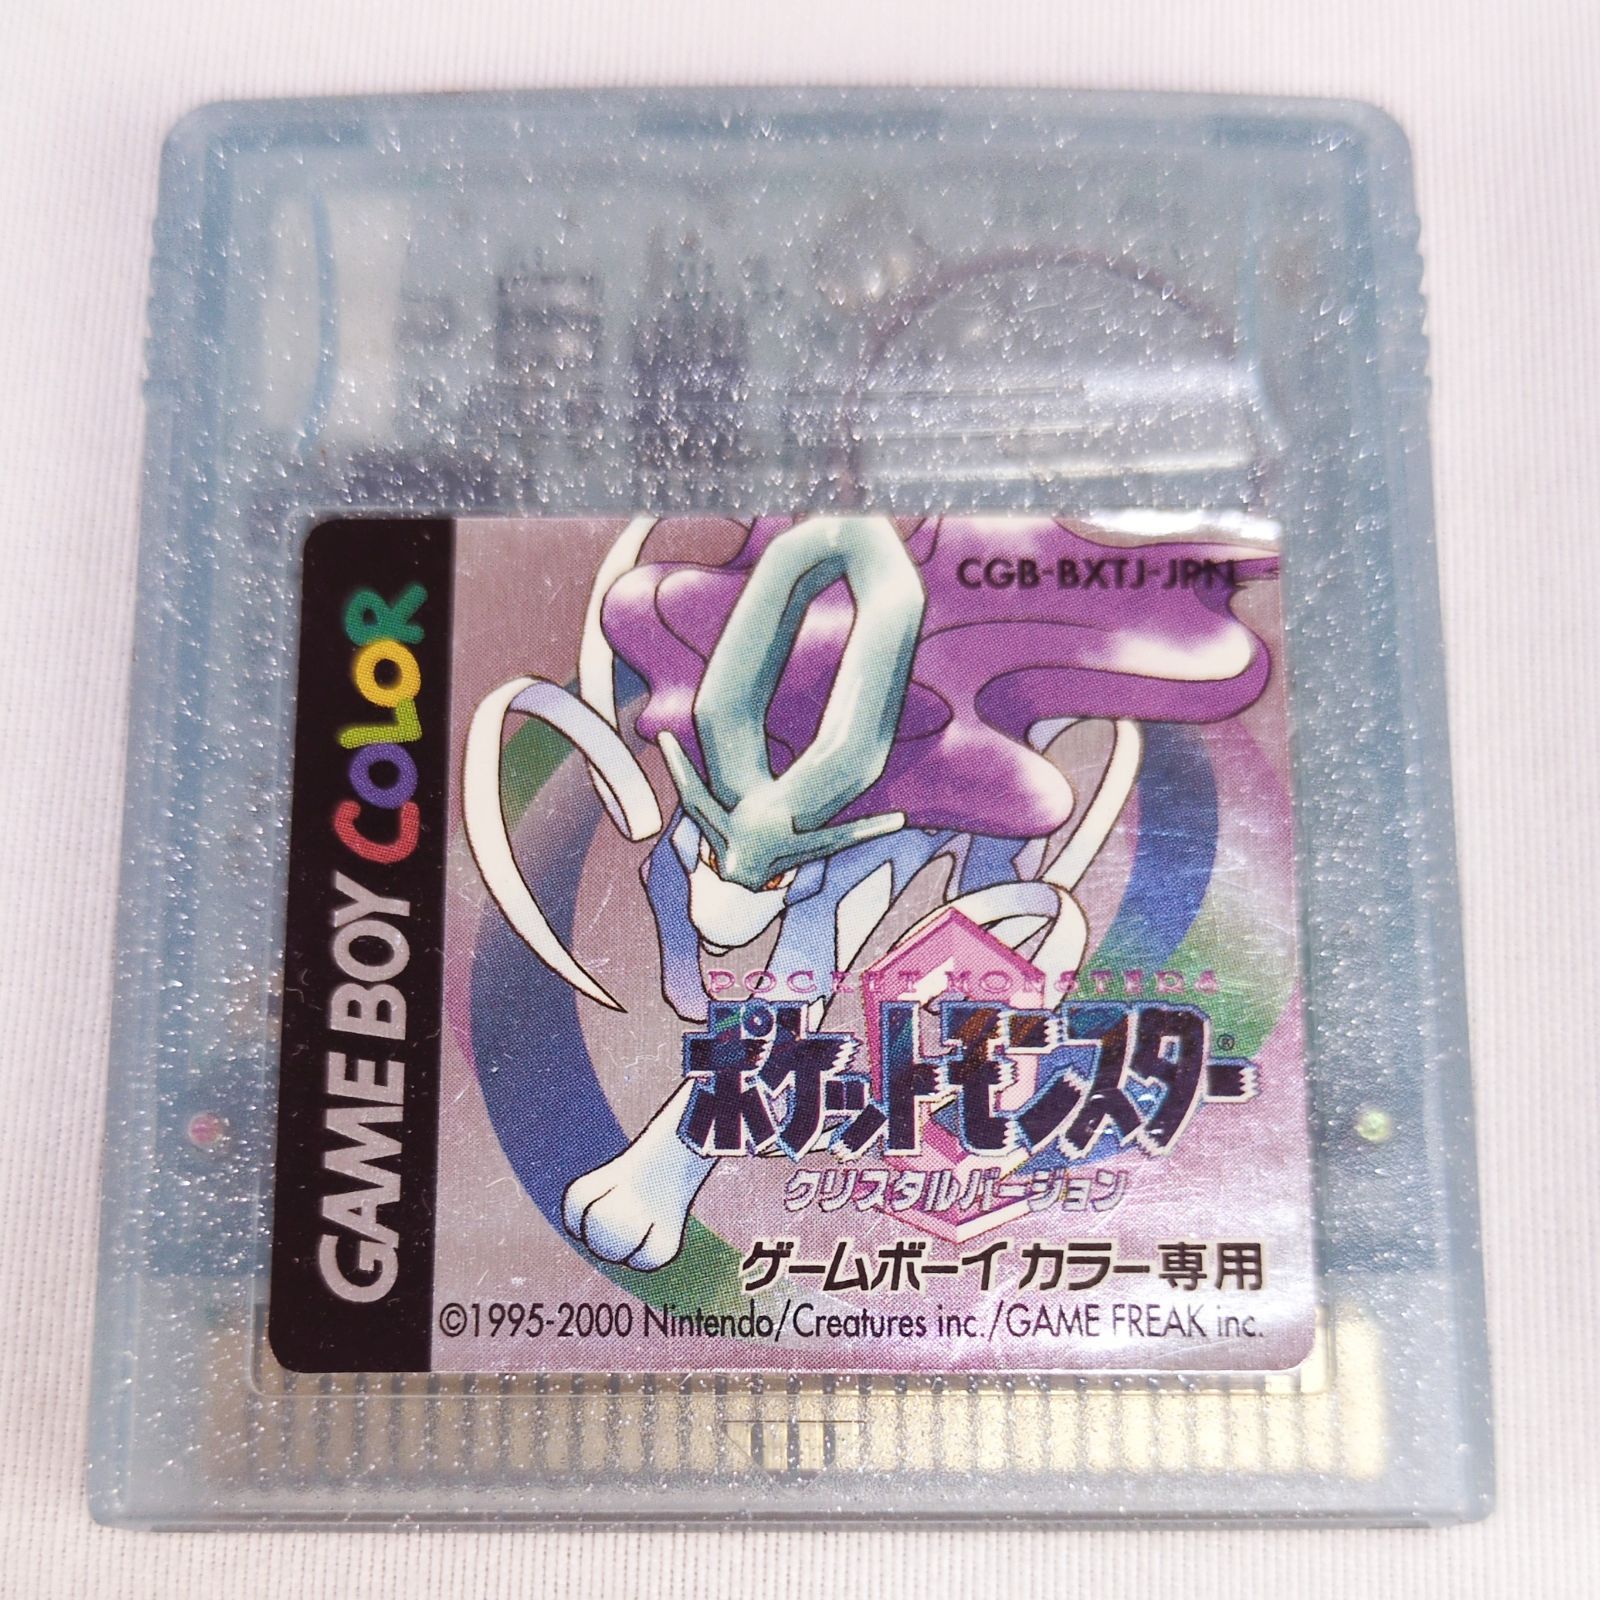 GAME BOY COLOR
CGB-BXTJ-JPN
POCKET MONSTERS
ポケットモンスター®
クリスタルバージョン
ゲームボーイカラー専用
©1995-2000 Nintendo/Creatures inc./GAME FREAK inc.